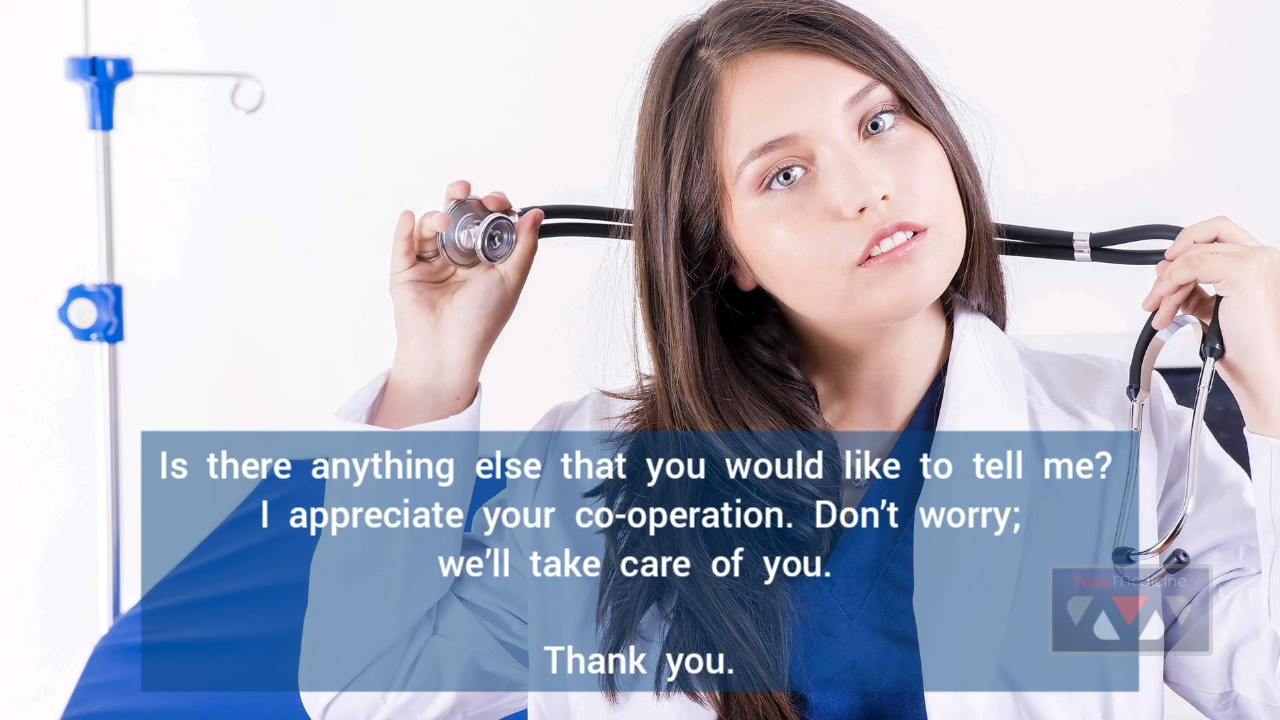 Is there anything else that you would like to tell me?
I appreciate your co-operation. Don't worry;
we'll take care of you.
Thank you.
TubeMedicine